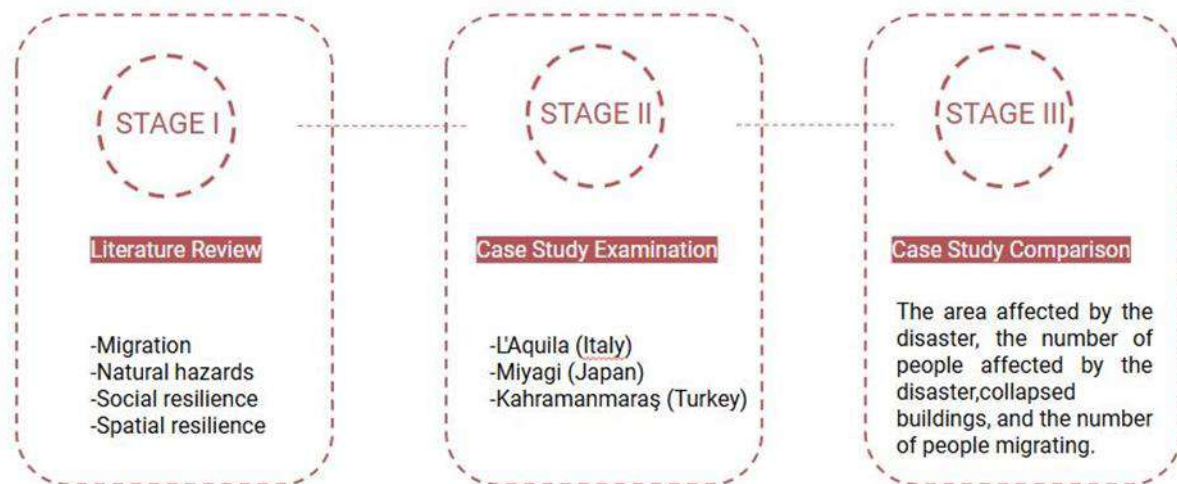 STAGE I
Literature Review
-Migration
-Natural hazards
-Social resilience
-Spatial resilience
STAGE II
Case Study Examination
-L'Aquila (Italy)
-Miyagi (Japan)
-Kahramanmaraş (Turkey)
STAGE III
Case Study Comparison
The area affected by the
disaster, the number of
people affected by the
disaster,collapsed
buildings, and the number
of people migrating.